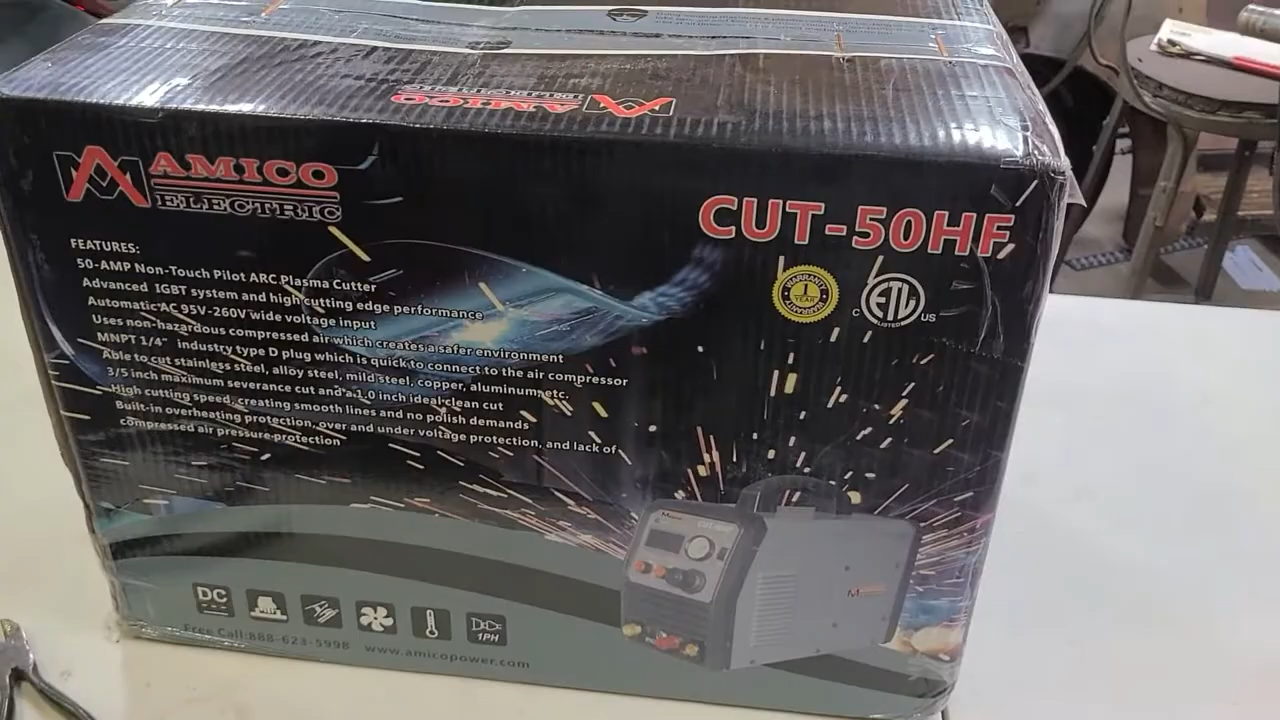 AMICO
ELECTRIC
AMICO
ELECTRIC
CUT-50HF
FEATURES:
50-AMP Non-Touch Pilot ARC Plasma Cutter
Advanced IGBT system and high cutting edge performance
Automatic AC 95V-260V wide voltage input
Uses non-hazardous compressed air which creates a safer environment
MNPT 1/4" industry type D plug which is quick to connect to the air compressor
Able to cut stainless steel, alloy steel, mild steel, copper, aluminum, etc.
3/5 inch maximum severance cut and a 1.0 inch ideal clean cut
High cutting speed, creating smooth lines and no polish demands
Built-in overheating protection, over and under voltage protection, and lack of
compressed air pressure protection
WARRANTY
1
YEAR
WARRANTY
ETL
C LISTED US
CUT-50HF
DC
1PH
Free Call:888-623-5998
www.amicopower.com